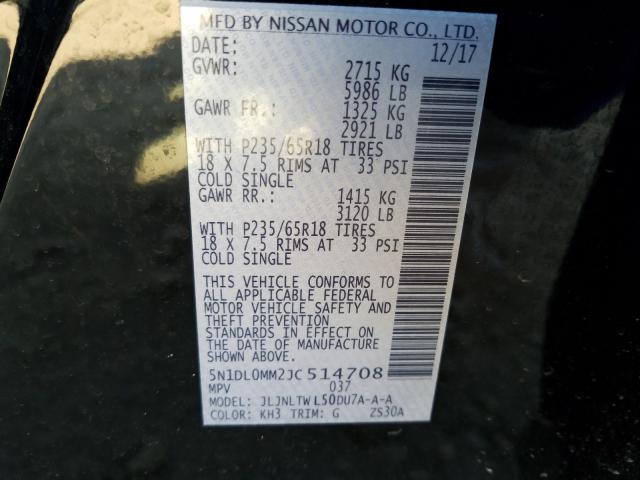 MFD BY NISSAN MOTOR CO., LTD.
DATE: 12/17
GVWR: 2715 KG
5986 LB
GAWR FR.: 1325 KG
2921 LB
WITH P235/65R18 TIRES
18 X 7.5 RIMS AT 33 PSI
COLD SINGLE
GAWR RR.: 1415 KG
3120 LB
WITH P235/65R18 TIRES
18 X 7.5 RIMS AT 33 PSI
COLD SINGLE
THIS VEHICLE CONFORMS TO
ALL APPLICABLE FEDERAL
MOTOR VEHICLE SAFETY AND
THEFT PREVENTION
STANDARDS IN EFFECT ON
THE DATE OF MANUFACTURE
SHOWN ABOVE.
5N1DL0MM2JC514708
MPV 037
MODEL: JLJNLTWL50DU7A-A-A
COLOR: KH3 TRIM: G ZS30A